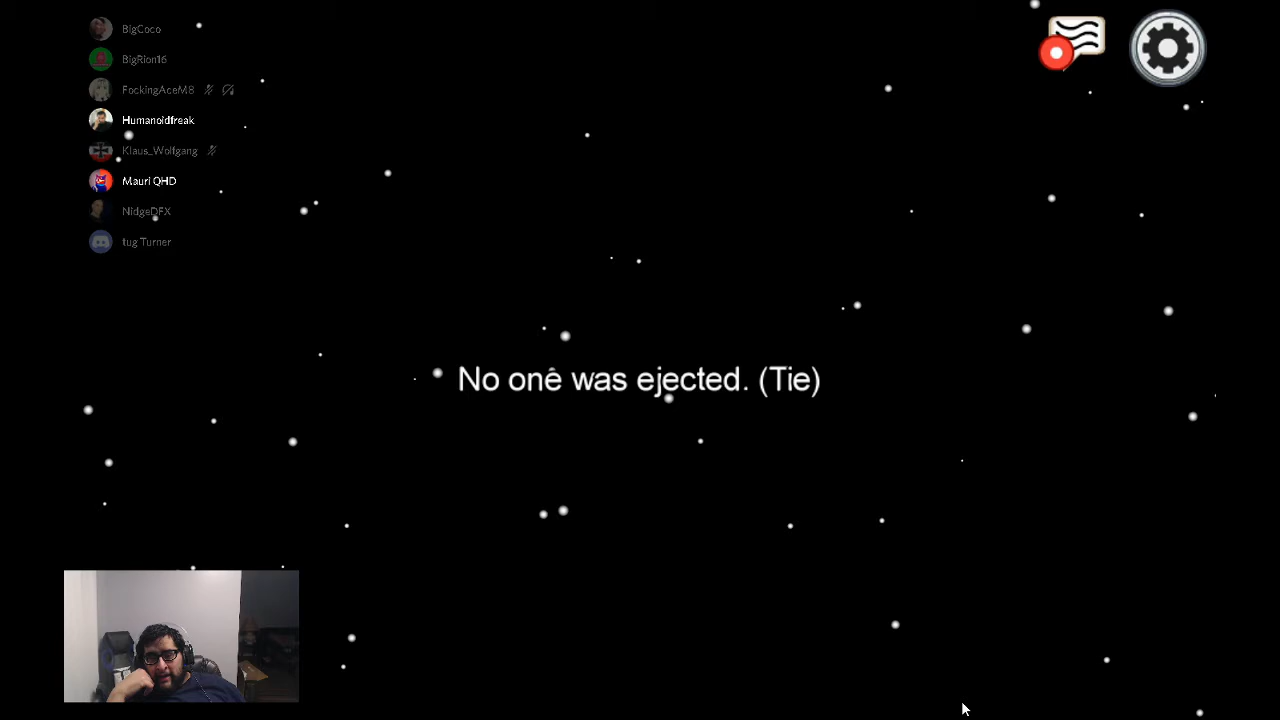 BigCoco
BigRion16
FockingAceM8
Humanoidfreak
Klaus_Wolfgang
Mauri QHD
NidgeDFX
tug Turner
No one was ejected. (Tie)